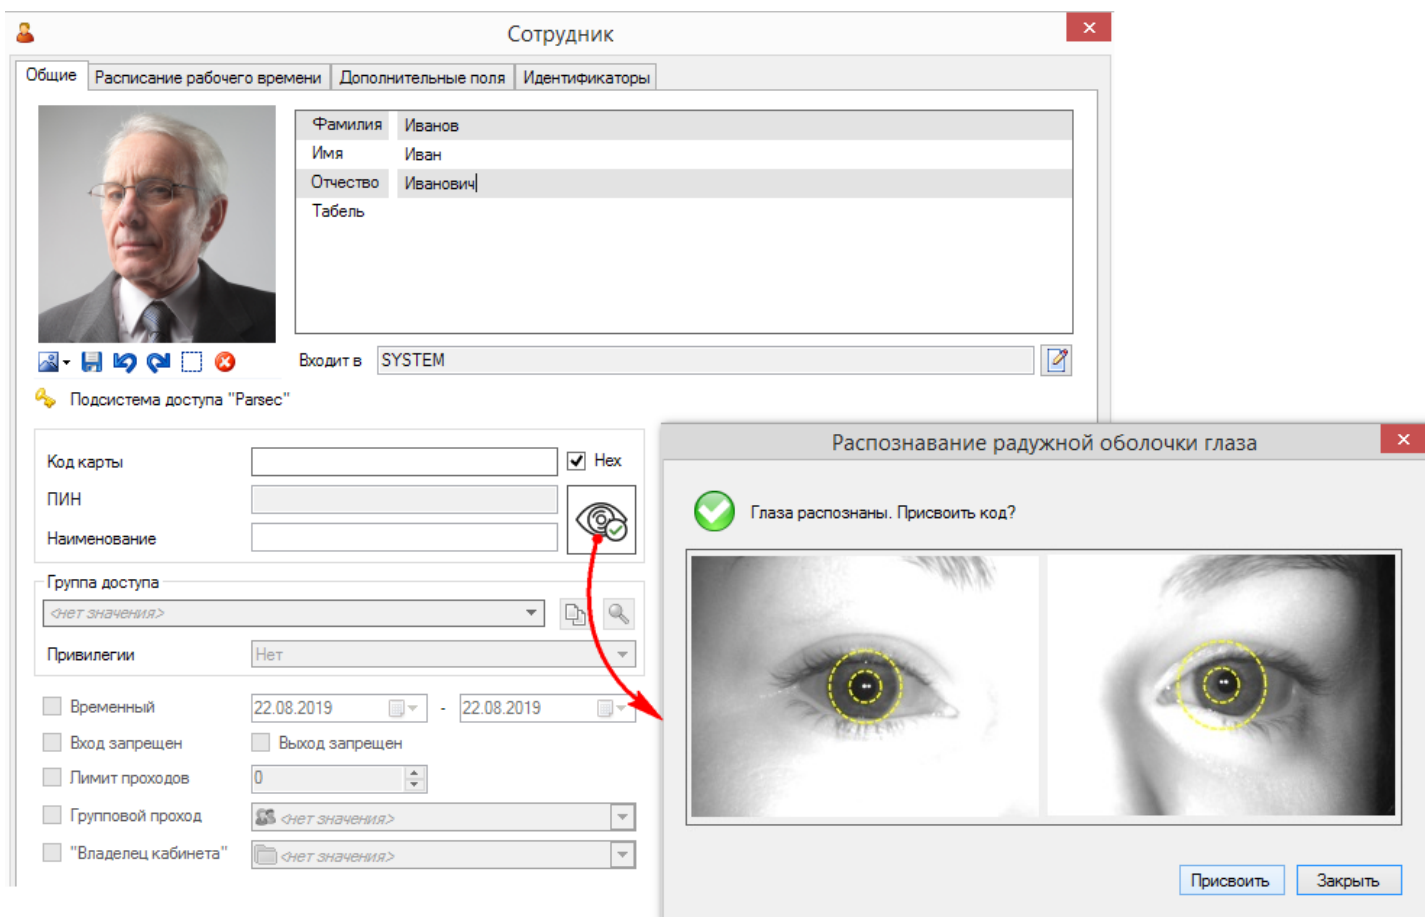 Сотрудник
Общие Расписание рабочего времени Дополнительные поля Идентификаторы
Фамилия Иванов
Имя Иван
Отчество Иванович
Табель
Входит в SYSTEM
Подсистема доступа "Parsec"
Код карты Hex
ПИН
Наименование
Группа доступа
<нет значения>
Привилегии Нет
Временный 22.08.2019 - 22.08.2019
Вход запрещен Выход запрещен
Лимит проходов 0
Групповой проход <нет значения>
"Владелец кабинета" <нет значения>
Распознавание радужной оболочки глаза
Глаза распознаны. Присвоить код?
Присвоить Закрыть